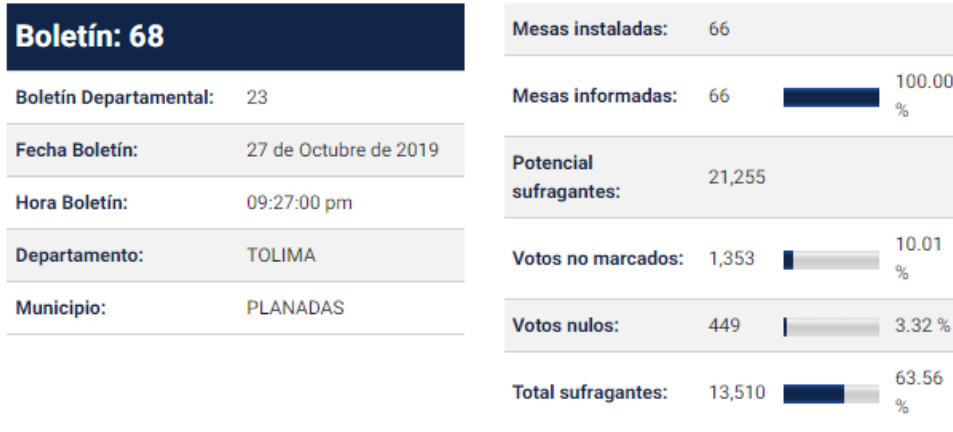 Boletín: 68
Boletín Departamental: 23
Fecha Boletín: 27 de Octubre de 2019
Hora Boletín: 09:27:00 pm
Departamento: TOLIMA
Municipio: PLANADAS
Mesas instaladas: 66
Mesas informadas: 66 100.00
%
Potencial
sufragantes: 21,255
Votos no marcados: 1,353 10.01
%
Votos nulos: 449 3.32 %
Total sufragantes: 13,510 63.56
%